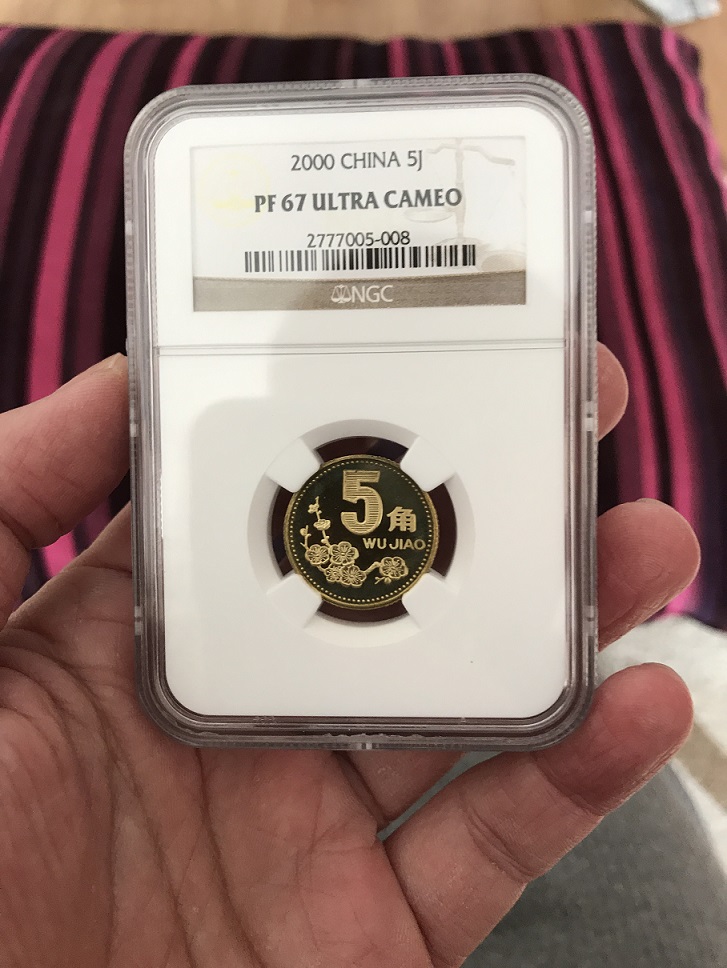 2000 CHINA 5J
PF 67 ULTRA CAMEO
2777005-008
NGC
5角
WU JIAO